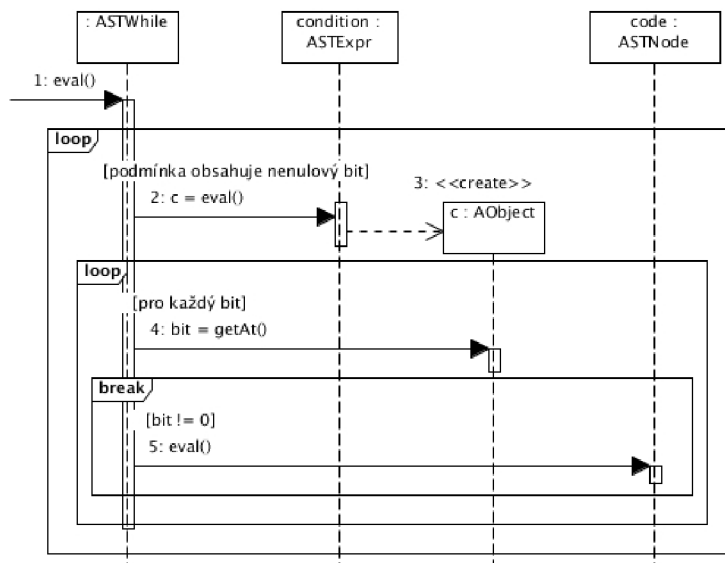 : ASTWhile
condition :
ASTExpr
code :
ASTNode
1: eval()
loop
[podmínka obsahuje nenulový bit]
2: c = eval()
3: <<create>>
c : AObject
loop
[pro každý bit]
4: bit = getAt()
break
[bit != 0]
5: eval()